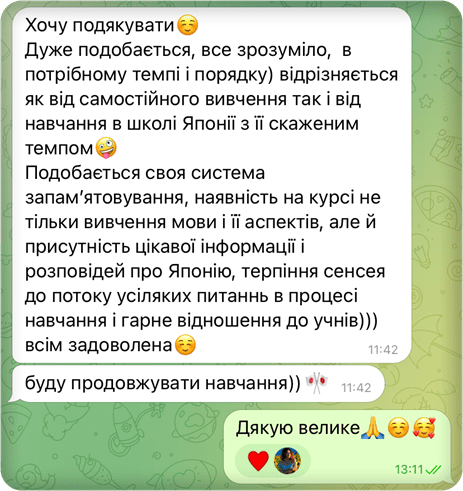 Хочу подякувати☺️
Дуже подобається, все зрозуміло,  в
потрібному темпі і порядку) відрізняється
як від самостійного вивчення так і від
навчання в школі Японії з її скаженим
темпом🤪
Подобається своя система
запам’ятовування, наявність на курсі не
тільки вивчення мови і її аспектів, але й
присутність цікавої інформації і
розповідей про Японію, терпіння сенсея
до потоку усіляких питаннь в процесі
навчання і гарне відношення до учнів)))
всім задоволена☺️
11:42
буду продовжувати навчання)) 🎌 11:42
Дякую велике🙏☺️🥰
❤️ 13:11